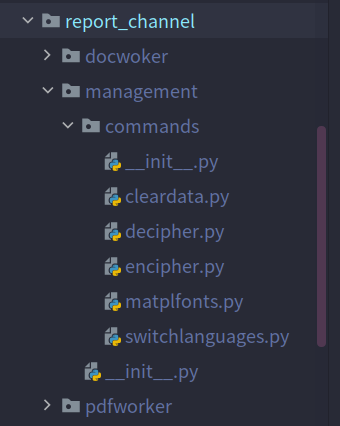 report_channel
docwoker
management
commands
__init__.py
cleardata.py
decipher.py
encipher.py
matplfonts.py
switchlanguages.py
__init__.py
pdfworker